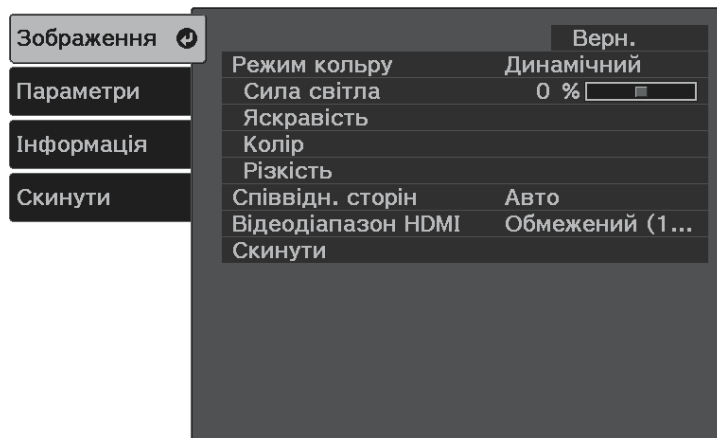 Зображення
Параметри
Інформація
Скинути
Верн.
Режим кольру Динамічний
Сила світла 0 %
Яскравість
Колір
Різкість
Співвідн. сторін Авто
Відеодіапазон HDMI Обмежений (1...
Скинути